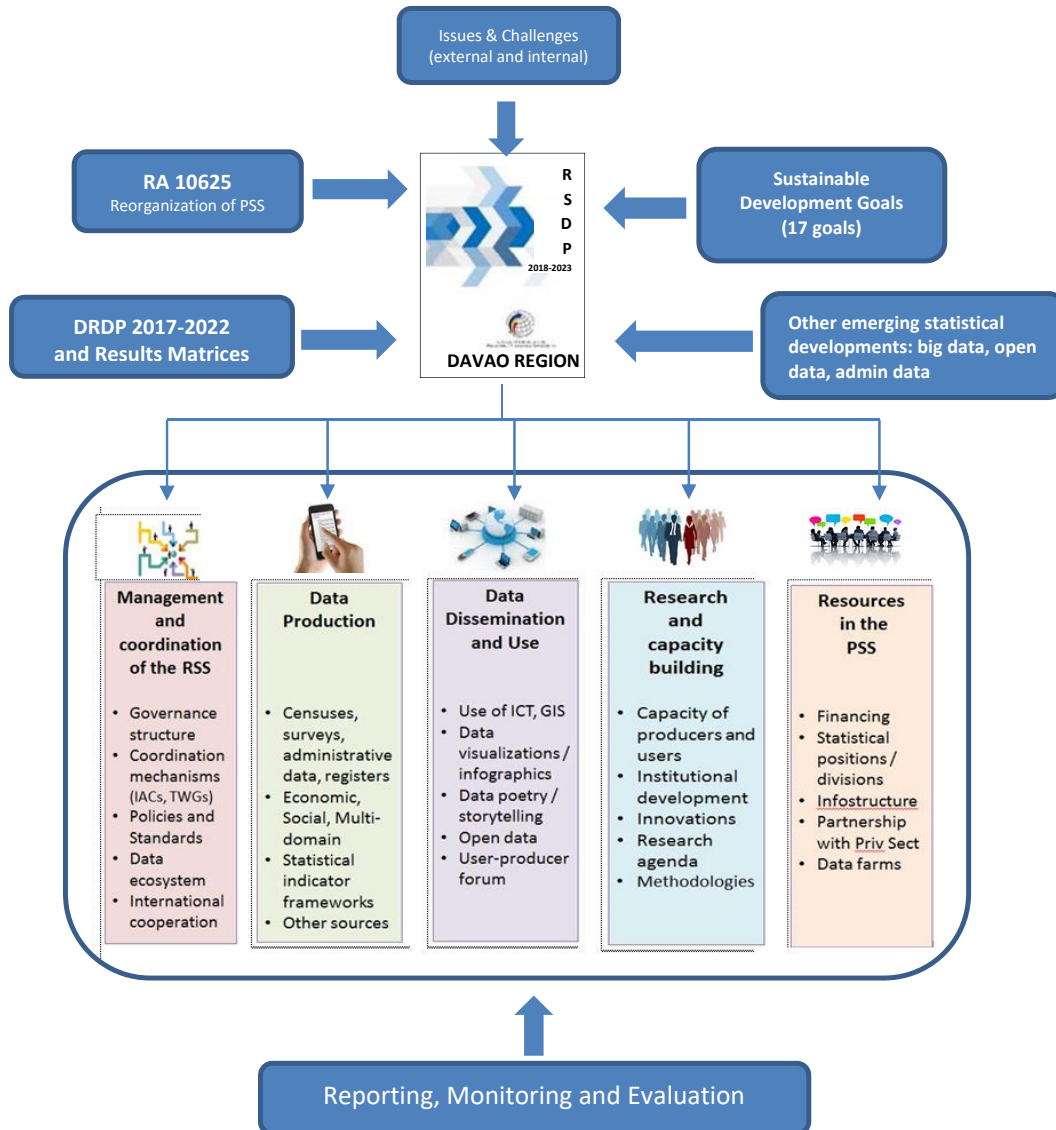 Issues & Challenges
(external and internal)
RA 10625
Reorganization of PSS
R
S
D
P
2018-2023
DAVAO REGION
Sustainable
Development Goals
(17 goals)
DRDP 2017-2022
and Results Matrices
Other emerging statistical
developments: big data, open
data, admin data
Management
and
coordination
of the RSS
• Governance
structure
• Coordination
mechanisms
(IACs, TWGs)
• Policies and
Standards
• Data
ecosystem
• International
cooperation
Data
Production
• Censuses,
surveys,
administrative
data, registers
• Economic,
Social, Multi-
domain
• Statistical
indicator
frameworks
• Other sources
Data
Dissemination
and Use
• Use of ICT, GIS
• Data
visualizations /
infographics
• Data poetry /
storytelling
• Open data
• User-producer
forum
Research
and
capacity
building
• Capacity of
producers and
users
• Institutional
development
• Innovations
• Research
agenda
• Methodologies
Resources
in the
PSS
• Financing
• Statistical
positions /
divisions
• Infostructure
• Partnership
with Priv Sect
• Data farms
Reporting, Monitoring and Evaluation